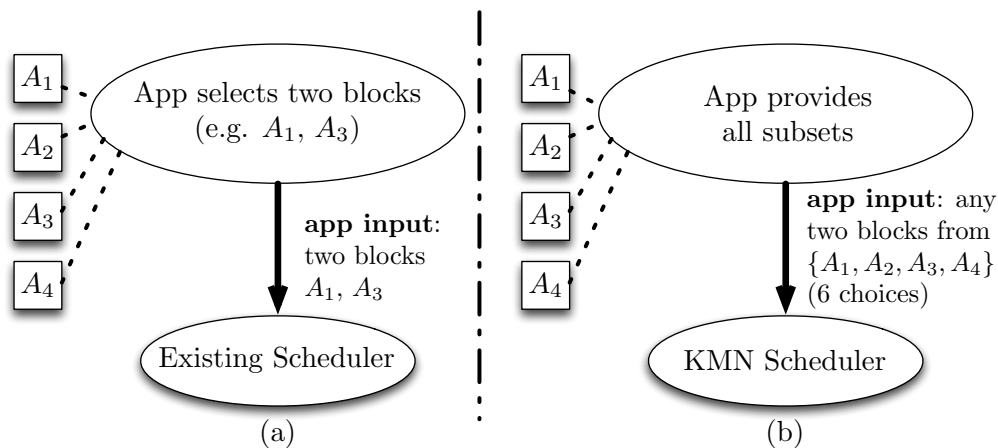 A₁
A₂
A₃
A₄
App selects two blocks
(e.g. A₁, A₃)
app input:
two blocks
A₁, A₃
Existing Scheduler
(a)
A₁
A₂
A₃
A₄
App provides
all subsets
app input: any
two blocks from
{A₁, A₂, A₃, A₄}
(6 choices)
KMN Scheduler
(b)